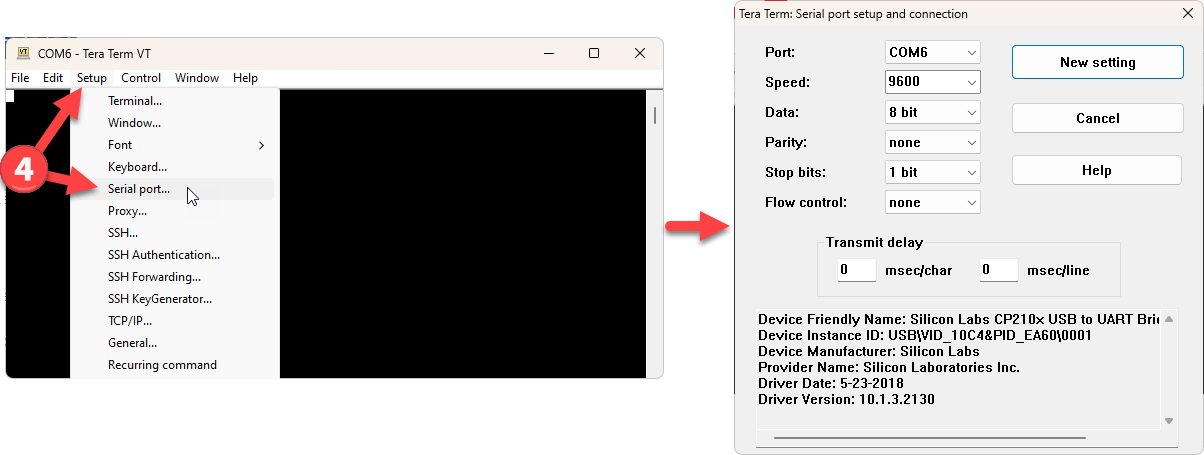 COM6 - Tera Term VT
File Edit Setup Control Window Help
Terminal...
Window...
Font
Keyboard...
Serial port...
Proxy...
SSH...
SSH Authentication...
SSH Forwarding...
SSH KeyGenerator...
TCP/IP...
General...
Recurring command
4
Tera Term: Serial port setup and connection
Port: COM6 New setting
Speed: 9600
Data: 8 bit Cancel
Parity: none
Stop bits: 1 bit Help
Flow control: none
Transmit delay
0 msec/char 0 msec/line
Device Friendly Name: Silicon Labs CP210x USB to UART Brid
Device Instance ID: USB\VID_10C4&PID_EA60\0001
Device Manufacturer: Silicon Labs
Provider Name: Silicon Laboratories Inc.
Driver Date: 5-23-2018
Driver Version: 10.1.3.2130